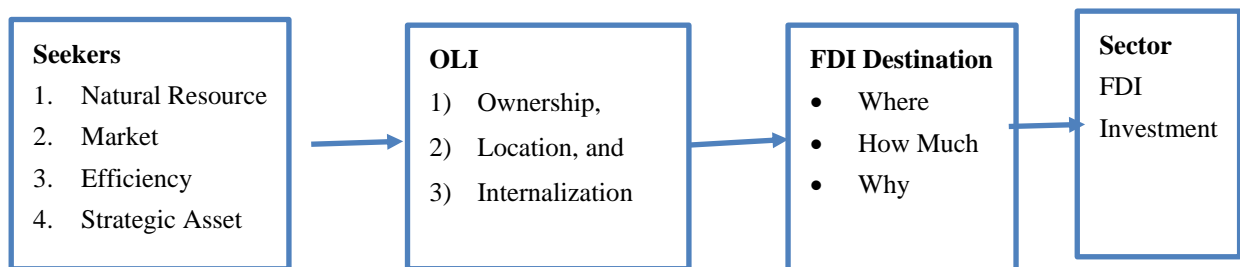 Seekers
1. Natural Resource
2. Market
3. Efficiency
4. Strategic Asset
OLI
1) Ownership,
2) Location, and
3) Internalization
FDI Destination
• Where
• How Much
• Why
Sector
FDI
Investment